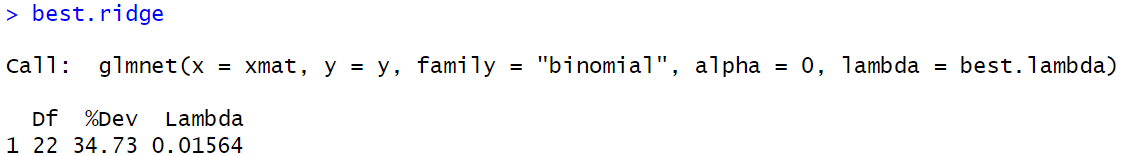 > best.ridge
Call:  glmnet(x = xmat, y = y, family = "binomial", alpha = 0, lambda = best.lambda)
  Df  %Dev  Lambda
1 22 34.73 0.01564